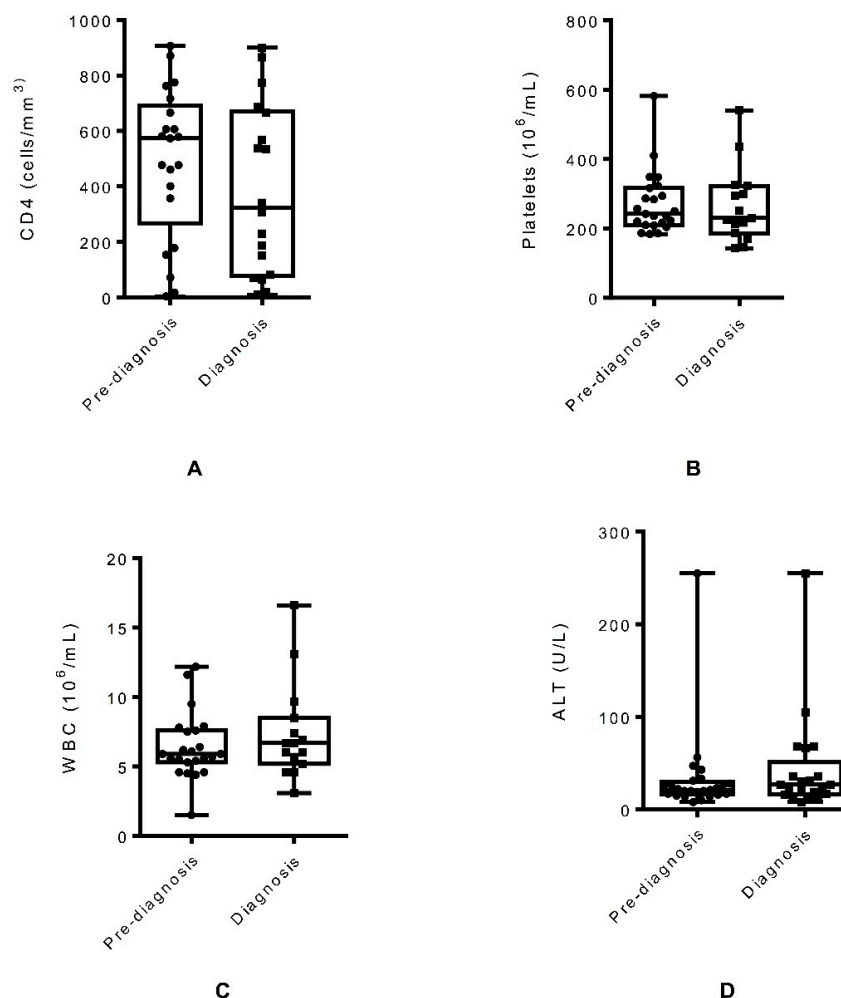 CD4 (cells/mm³)
1000
800
600
400
200
0
Pre-diagnosis
Diagnosis
A
Platelets (10⁶/mL)
800
600
400
200
0
Pre-diagnosis
Diagnosis
B
WBC (10⁶/mL)
20
15
10
5
0
Pre-diagnosis
Diagnosis
C
ALT (U/L)
300
200
100
0
Pre-diagnosis
Diagnosis
D